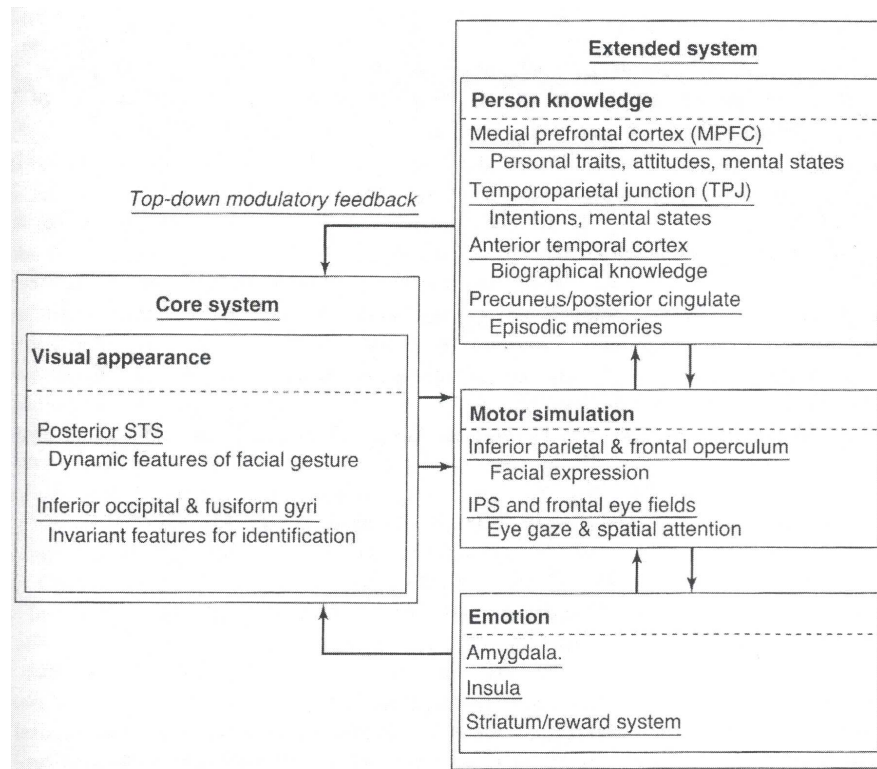 Extended system
Person knowledge
Medial prefrontal cortex (MPFC)
Personal traits, attitudes, mental states
Temporoparietal junction (TPJ)
Intentions, mental states
Anterior temporal cortex
Biographical knowledge
Precuneus/posterior cingulate
Episodic memories
Top-down modulatory feedback
Core system
Visual appearance
Posterior STS
Dynamic features of facial gesture
Inferior occipital & fusiform gyri
Invariant features for identification
Motor simulation
Inferior parietal & frontal operculum
Facial expression
IPS and frontal eye fields
Eye gaze & spatial attention
Emotion
Amygdala.
Insula
Striatum/reward system